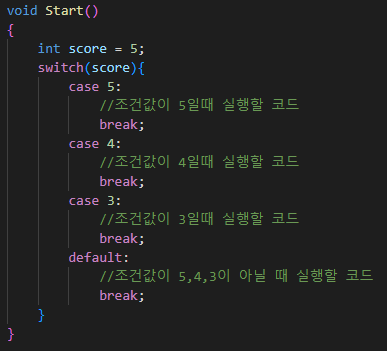 void Start()
{
    int score = 5;
    switch(score){
        case 5:
            //조건값이 5일때 실행할 코드
            break;
        case 4:
            //조건값이 4일때 실행할 코드
            break;
        case 3:
            //조건값이 3일때 실행할 코드
            break;
        default:
            //조건값이 5,4,3이 아닐 때 실행할 코드
            break;
    }
}